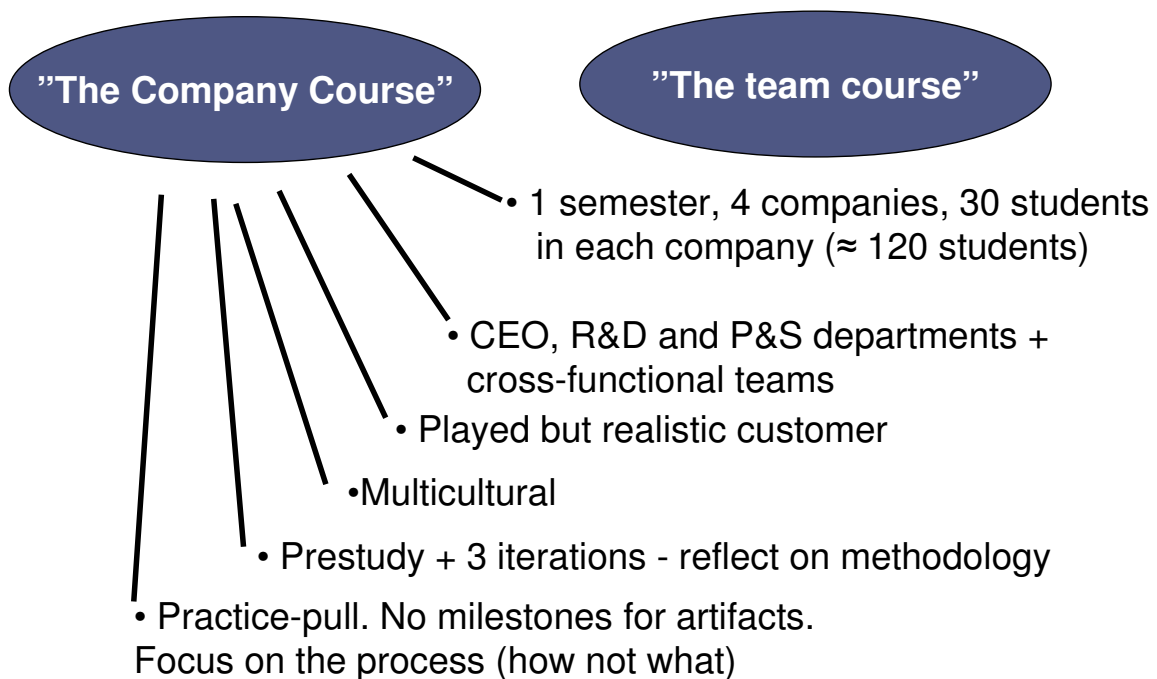 ”The Company Course”
”The team course”
• 1 semester, 4 companies, 30 students
in each company (≈ 120 students)
• CEO, R&D and P&S departments +
cross-functional teams
• Played but realistic customer
•Multicultural
• Prestudy + 3 iterations - reflect on methodology
• Practice-pull. No milestones for artifacts.
Focus on the process (how not what)